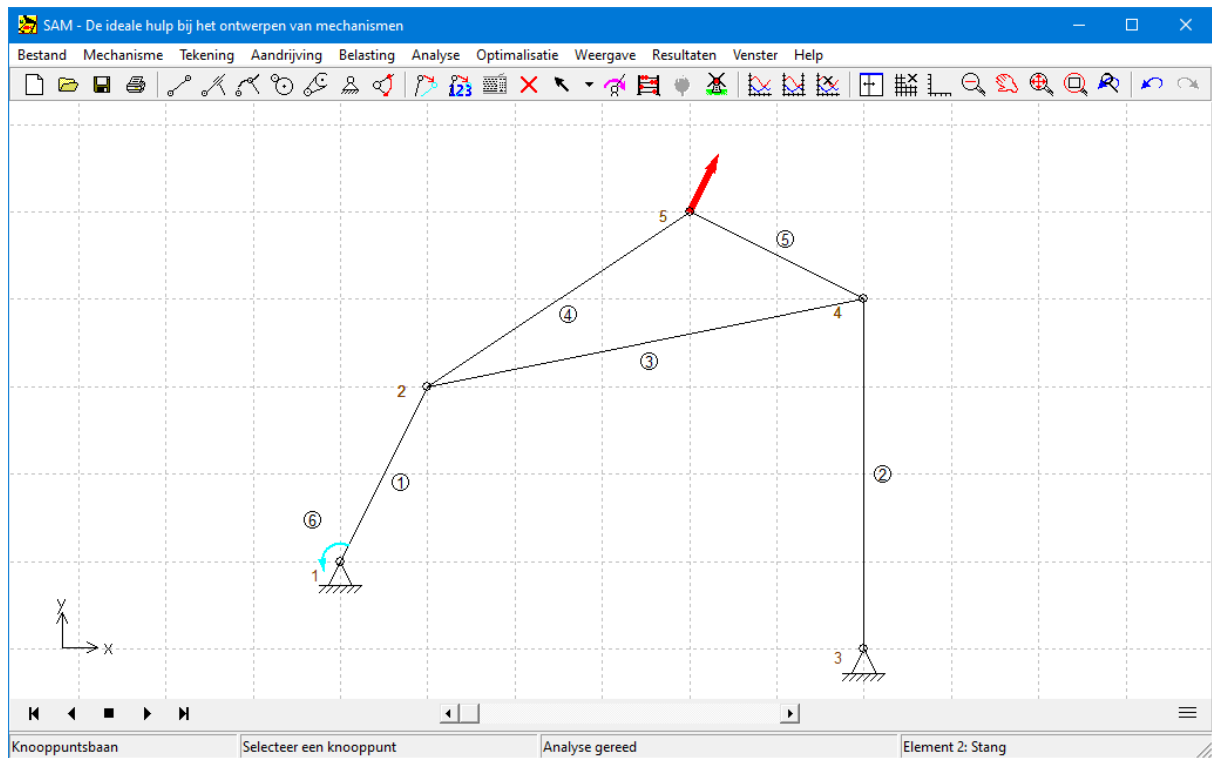 SAM - De ideale hulp bij het ontwerpen van mechanismen
Bestand Mechanisme Tekening Aandrijving Belasting Analyse Optimalisatie Weergave Resultaten Venster Help
123
5
5
4
4
3
2
1
2
6
1
y
x
3
Knooppuntsbaan Selecteer een knooppunt Analyse gereed Element 2: Stang